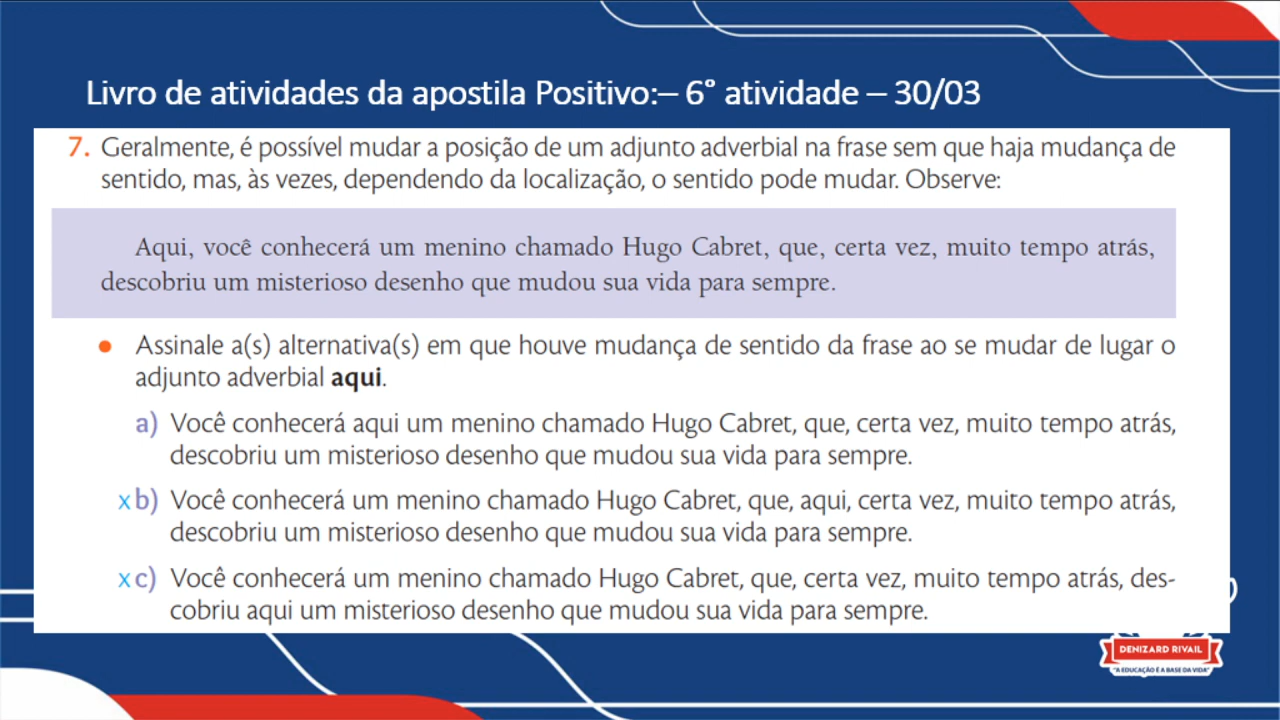 Livro de atividades da apostila Positivo:– 6° atividade – 30/03
7. Geralmente, é possível mudar a posição de um adjunto adverbial na frase sem que haja mudança de
sentido, mas, às vezes, dependendo da localização, o sentido pode mudar. Observe:
Aqui, você conhecerá um menino chamado Hugo Cabret, que, certa vez, muito tempo atrás,
descobriu um misterioso desenho que mudou sua vida para sempre.
• Assinale a(s) alternativa(s) em que houve mudança de sentido da frase ao se mudar de lugar o
adjunto adverbial aqui.
a) Você conhecerá aqui um menino chamado Hugo Cabret, que, certa vez, muito tempo atrás,
descobriu um misterioso desenho que mudou sua vida para sempre.
x b) Você conhecerá um menino chamado Hugo Cabret, que, aqui, certa vez, muito tempo atrás,
descobriu um misterioso desenho que mudou sua vida para sempre.
x c) Você conhecerá um menino chamado Hugo Cabret, que, certa vez, muito tempo atrás, des-
cobriu aqui um misterioso desenho que mudou sua vida para sempre.
DENIZARD RIVAIL
"A EDUCAÇÃO É A BASE DA VIDA"